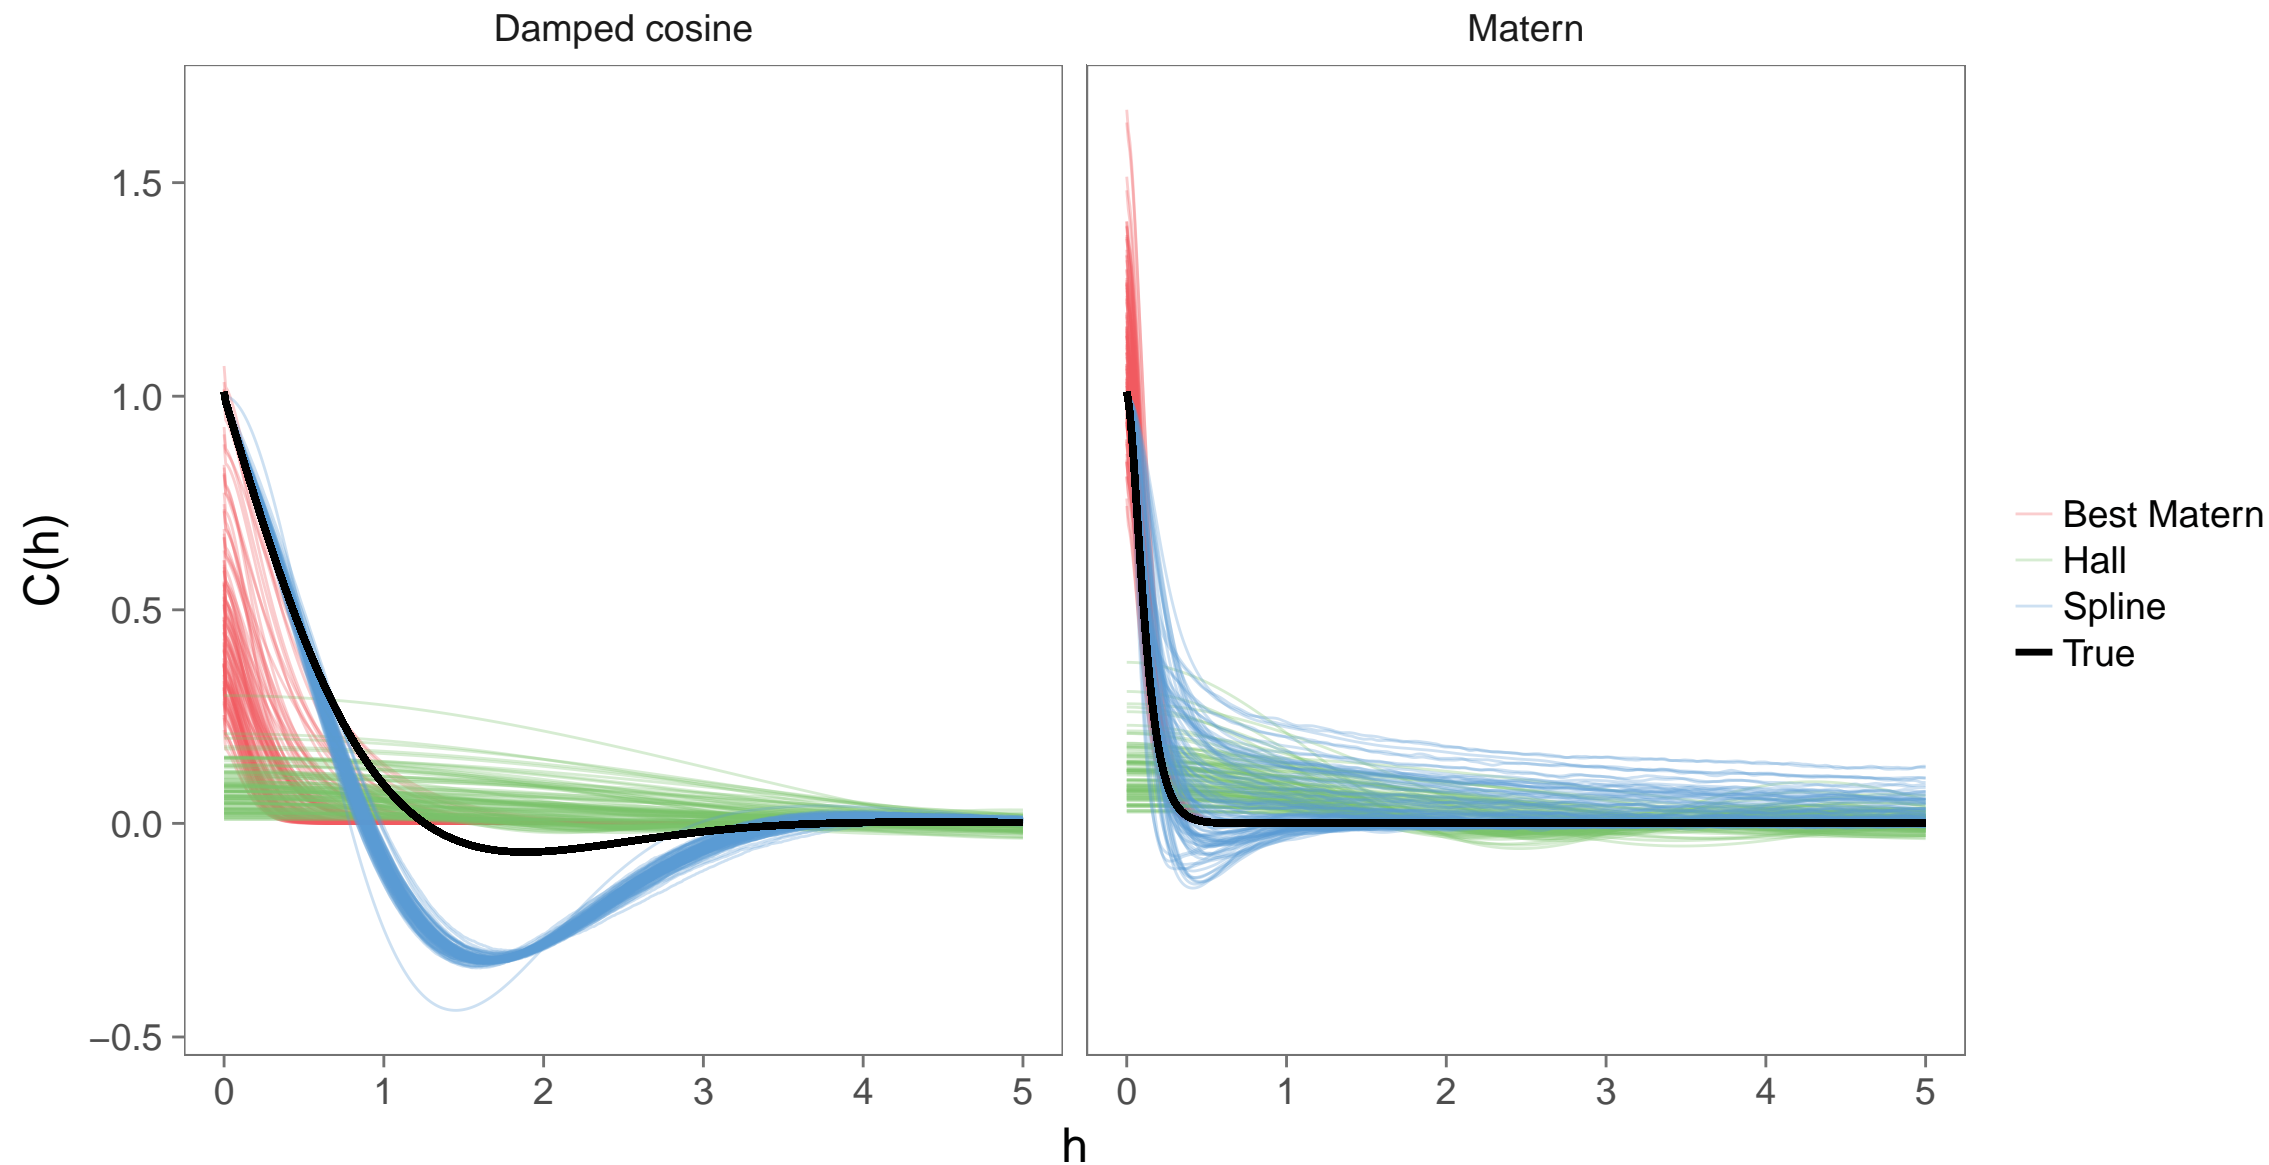 Damped cosine
Matern
C(h)
1.5
1.0
0.5
0.0
−0.5
0 1 2 3 4 5
0 1 2 3 4 5
h
Best Matern
Hall
Spline
True